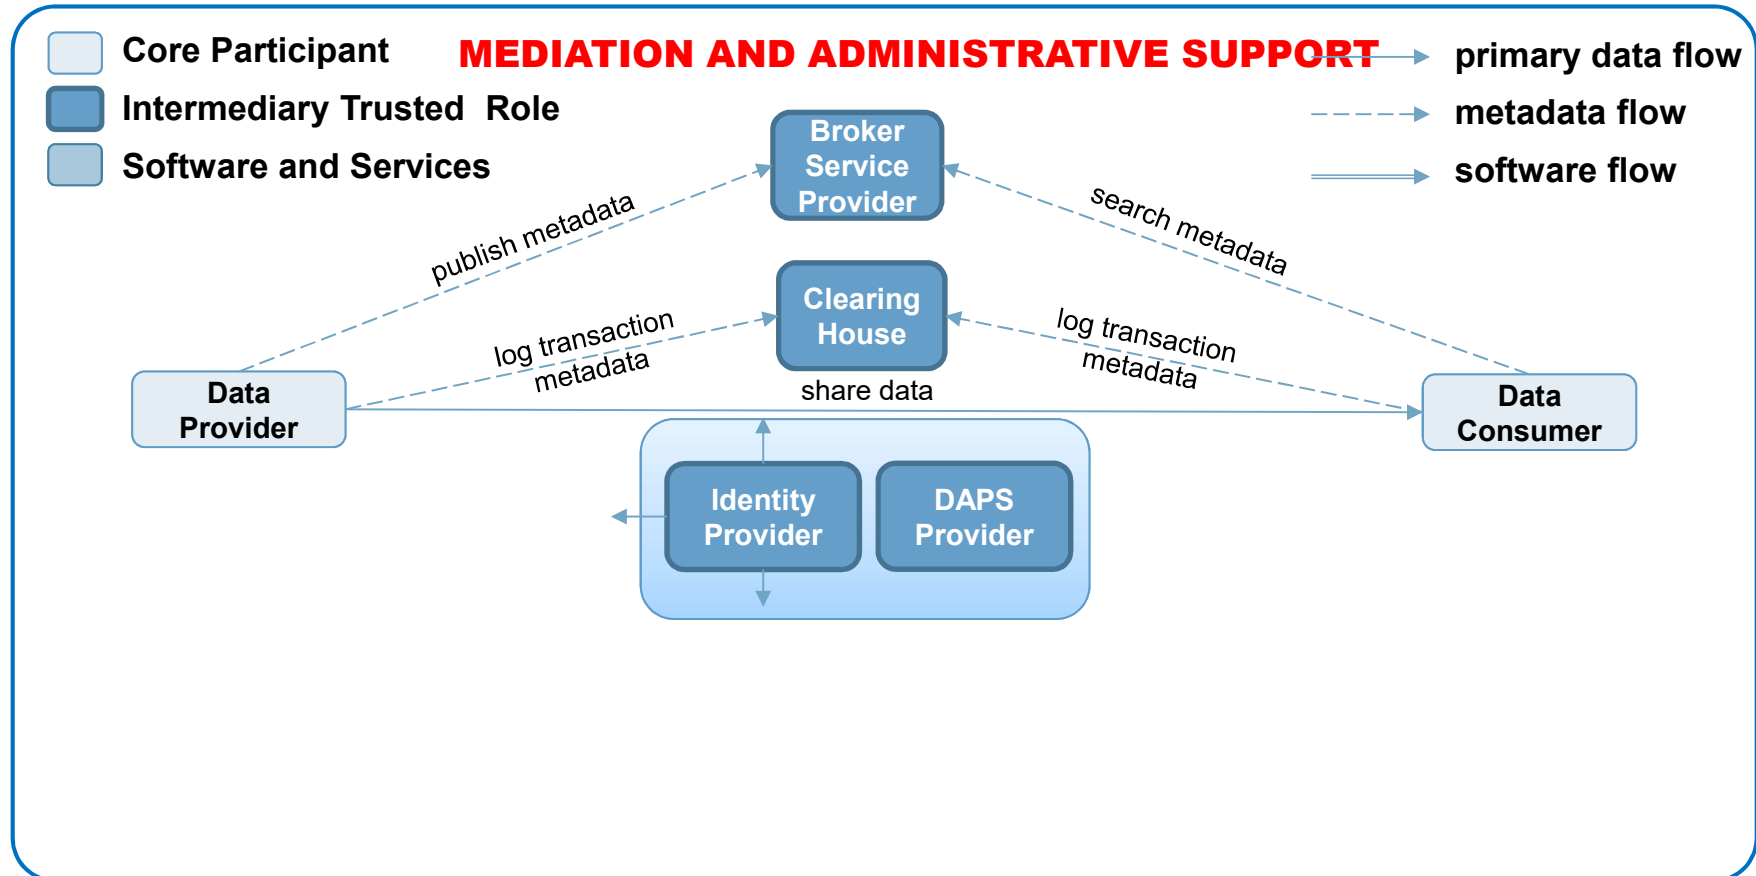 Core Participant
Intermediary Trusted Role
Software and Services
MEDIATION AND ADMINISTRATIVE SUPPORT
primary data flow
metadata flow
software flow
Broker
Service
Provider
publish metadata
search metadata
Clearing
House
log transaction
metadata
log transaction
metadata
share data
Data
Provider
Data
Consumer
Identity
Provider
DAPS
Provider